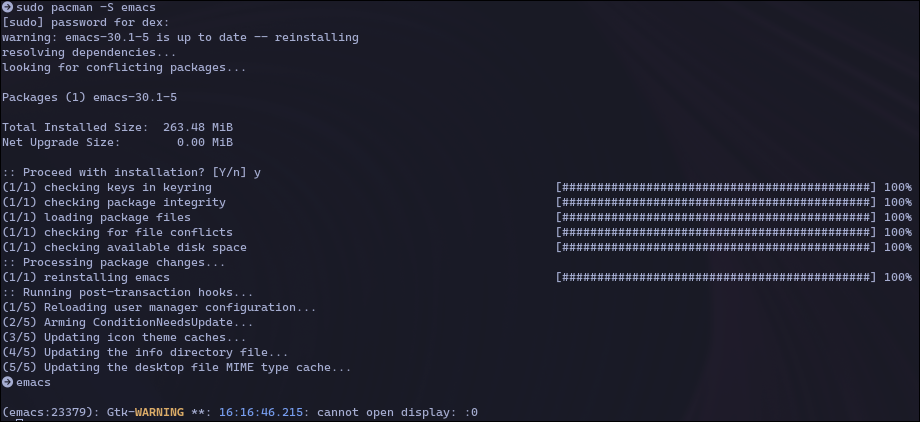 sudo pacman -S emacs
[sudo] password for dex:
warning: emacs-30.1-5 is up to date -- reinstalling
resolving dependencies...
looking for conflicting packages...
Packages (1) emacs-30.1-5
Total Installed Size:  263.48 MiB
Net Upgrade Size:        0.00 MiB
:: Proceed with installation? [Y/n] y
(1/1) checking keys in keyring [############################################] 100%
(1/1) checking package integrity [############################################] 100%
(1/1) loading package files [############################################] 100%
(1/1) checking for file conflicts [############################################] 100%
(1/1) checking available disk space [############################################] 100%
:: Processing package changes...
(1/1) reinstalling emacs [############################################] 100%
:: Running post-transaction hooks...
(1/5) Reloading user manager configuration...
(2/5) Arming ConditionNeedsUpdate...
(3/5) Updating icon theme caches...
(4/5) Updating the info directory file...
(5/5) Updating the desktop file MIME type cache...
emacs
(emacs:23379): Gtk-WARNING **: 16:16:46.215: cannot open display: :0